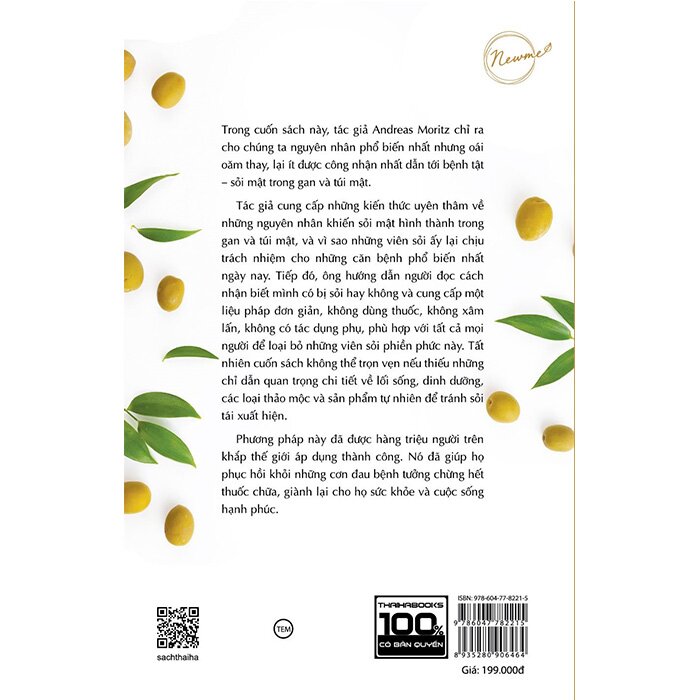 Newme
Trong cuốn sách này, tác giả Andreas Moritz chỉ ra
cho chúng ta nguyên nhân phổ biến nhất nhưng oái
oăm thay, lại ít được công nhận nhất dẫn tới bệnh tật
– sỏi mật trong gan và túi mật.
Tác giả cung cấp những kiến thức uyên thâm về
những nguyên nhân khiến sỏi mật hình thành trong
gan và túi mật, và vì sao những viên sỏi ấy lại chịu
trách nhiệm cho những căn bệnh phổ biến nhất
ngày nay. Tiếp đó, ông hướng dẫn người đọc cách
nhận biết mình có bị sỏi hay không và cung cấp một
liệu pháp đơn giản, không dùng thuốc, không xâm
lấn, không có tác dụng phụ, phù hợp với tất cả mọi
người để loại bỏ những viên sỏi phiền phức này. Tất
nhiên cuốn sách không thể trọn vẹn nếu thiếu những
chỉ dẫn quan trọng chi tiết về lối sống, dinh dưỡng,
các loại thảo mộc và sản phẩm tự nhiên để tránh sỏi
tái xuất hiện.
Phương pháp này đã được hàng triệu người trên
khắp thế giới áp dụng thành công. Nó đã giúp họ
phục hồi khỏi những cơn đau bệnh tưởng chừng hết
thuốc chữa, giành lại cho họ sức khỏe và cuộc sống
hạnh phúc.
sachthaiha
TEM
THAIHABOOKS
100%
CÓ BẢN QUYỀN
ISBN: 978-604-77-8221-5
9 786047 782215
8 935280 906464
Giá: 199.000đ